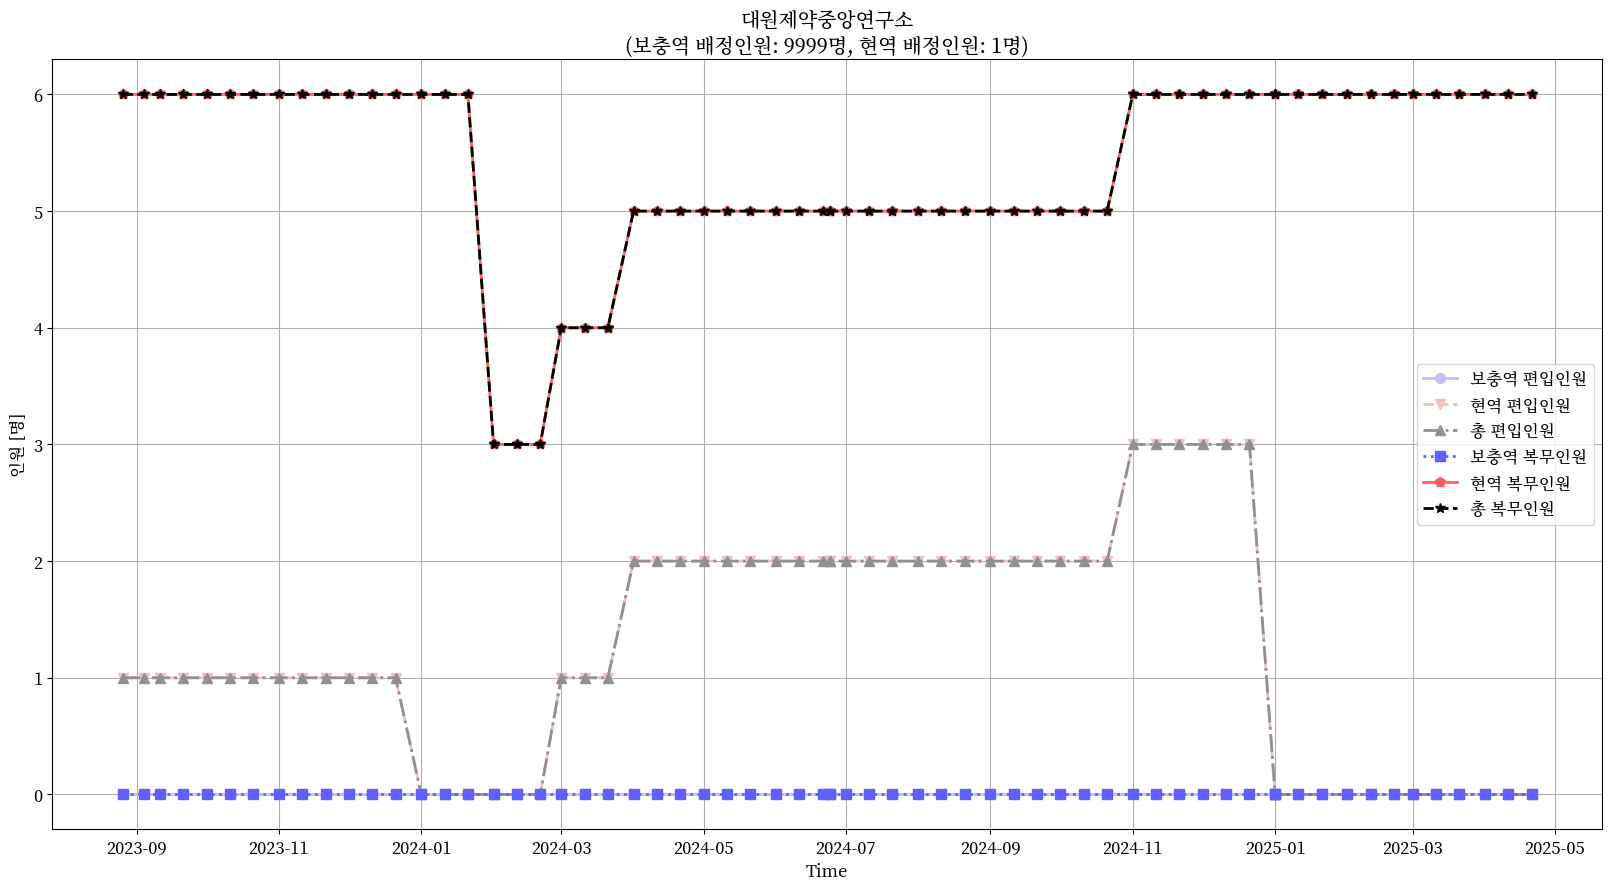 대원제약중앙연구소
(보충역 배정인원: 9999명, 현역 배정인원: 1명)
인원 [명]
6
5
4
3
2
1
0
보충역 편입인원
현역 편입인원
총 편입인원
보충역 복무인원
현역 복무인원
총 복무인원
2023-09 2023-11 2024-01 2024-03 2024-05 2024-07 2024-09 2024-11 2025-01 2025-03 2025-05
Time